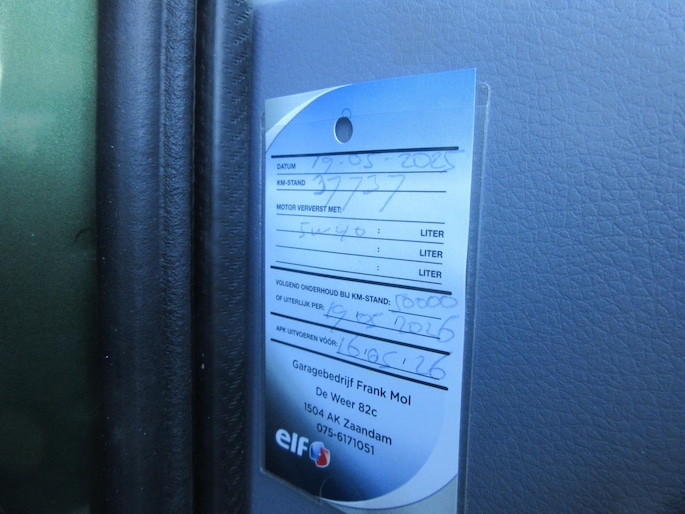 DATUM 19-05-2025
KM-STAND 37737
MOTOR VERVERST MET:
5W40 : LITER
: LITER
: LITER
VOLGEND ONDERHOUD BIJ KM-STAND: 10000
OF UITERLIJK PER: 19.05 2026
APK UITVOEREN VÓÓR: 16.05.26
Garagebedrijf Frank Mol
De Weer 82c
1504 AK Zaandam
075-6171051
elf